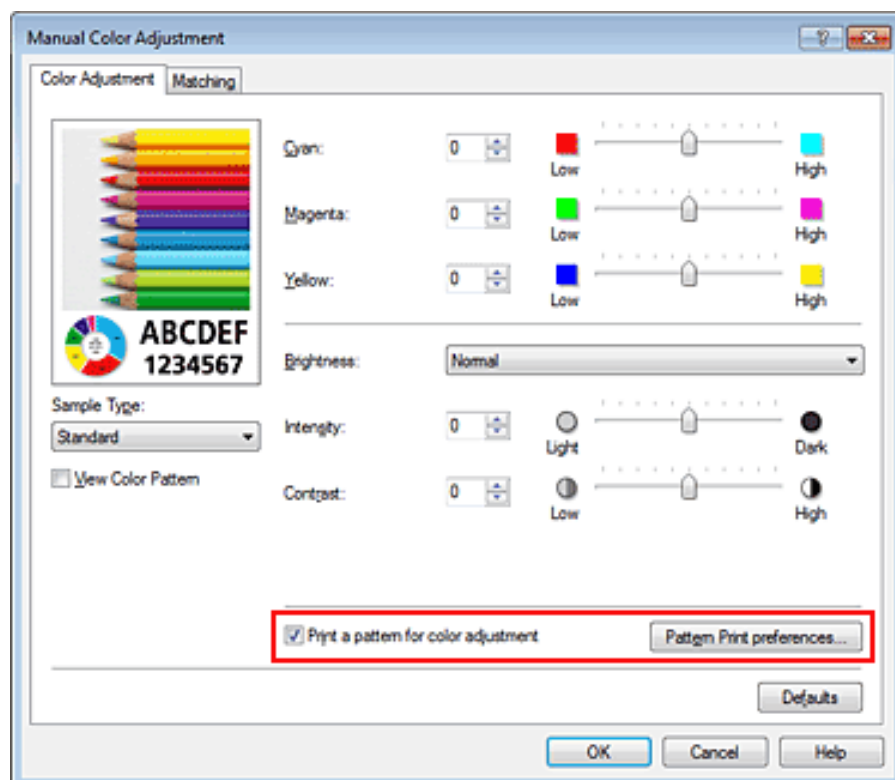 Manual Color Adjustment
?
Color Adjustment
Matching
ABCDEF
1234567
Sample Type:
Standard
View Color Pattern
Cyan:
0
Low
High
Magenta:
0
Low
High
Yellow:
0
Low
High
Brightness:
Normal
Intensity:
0
Light
Dark
Contrast:
0
Low
High
Print a pattern for color adjustment
Pattern Print preferences...
Defaults
OK
Cancel
Help